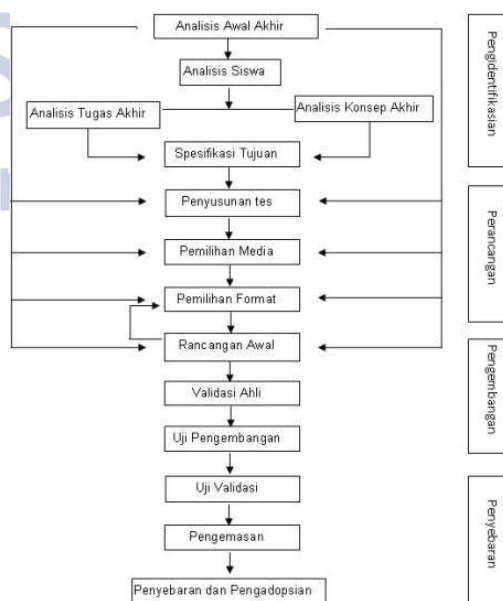 Analisis Awal Akhir
Analisis Siswa
Analisis Tugas Akhir
Analisis Konsep Akhir
Spesifikasi Tujuan
Penyusunan tes
Pemilihan Media
Pemilihan Format
Rancangan Awal
Validasi Ahli
Uji Pengembangan
Uji Validasi
Pengemasan
Penyebaran dan Pengadopsian
Pengidentifikasian
Perancangan
Pengembangan
Penyebaran